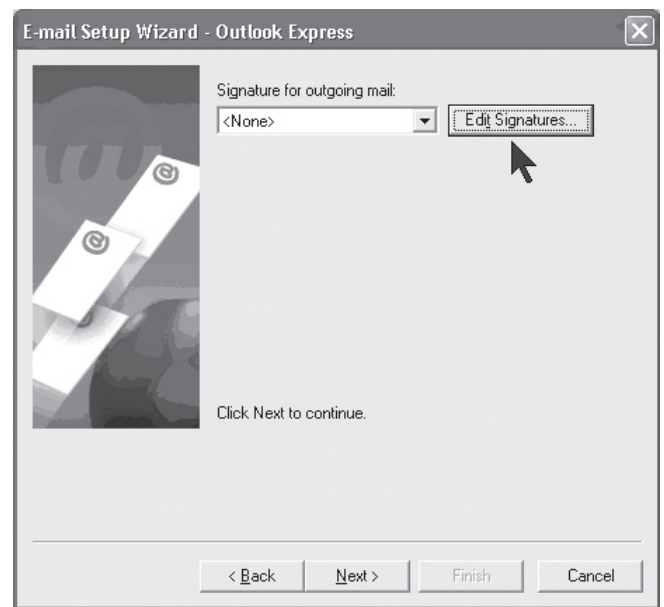 E-mail Setup Wizard - Outlook Express
Signature for outgoing mail:
<None>
Edit Signatures...
@
@
Click Next to continue.
< Back
Next >
Finish
Cancel